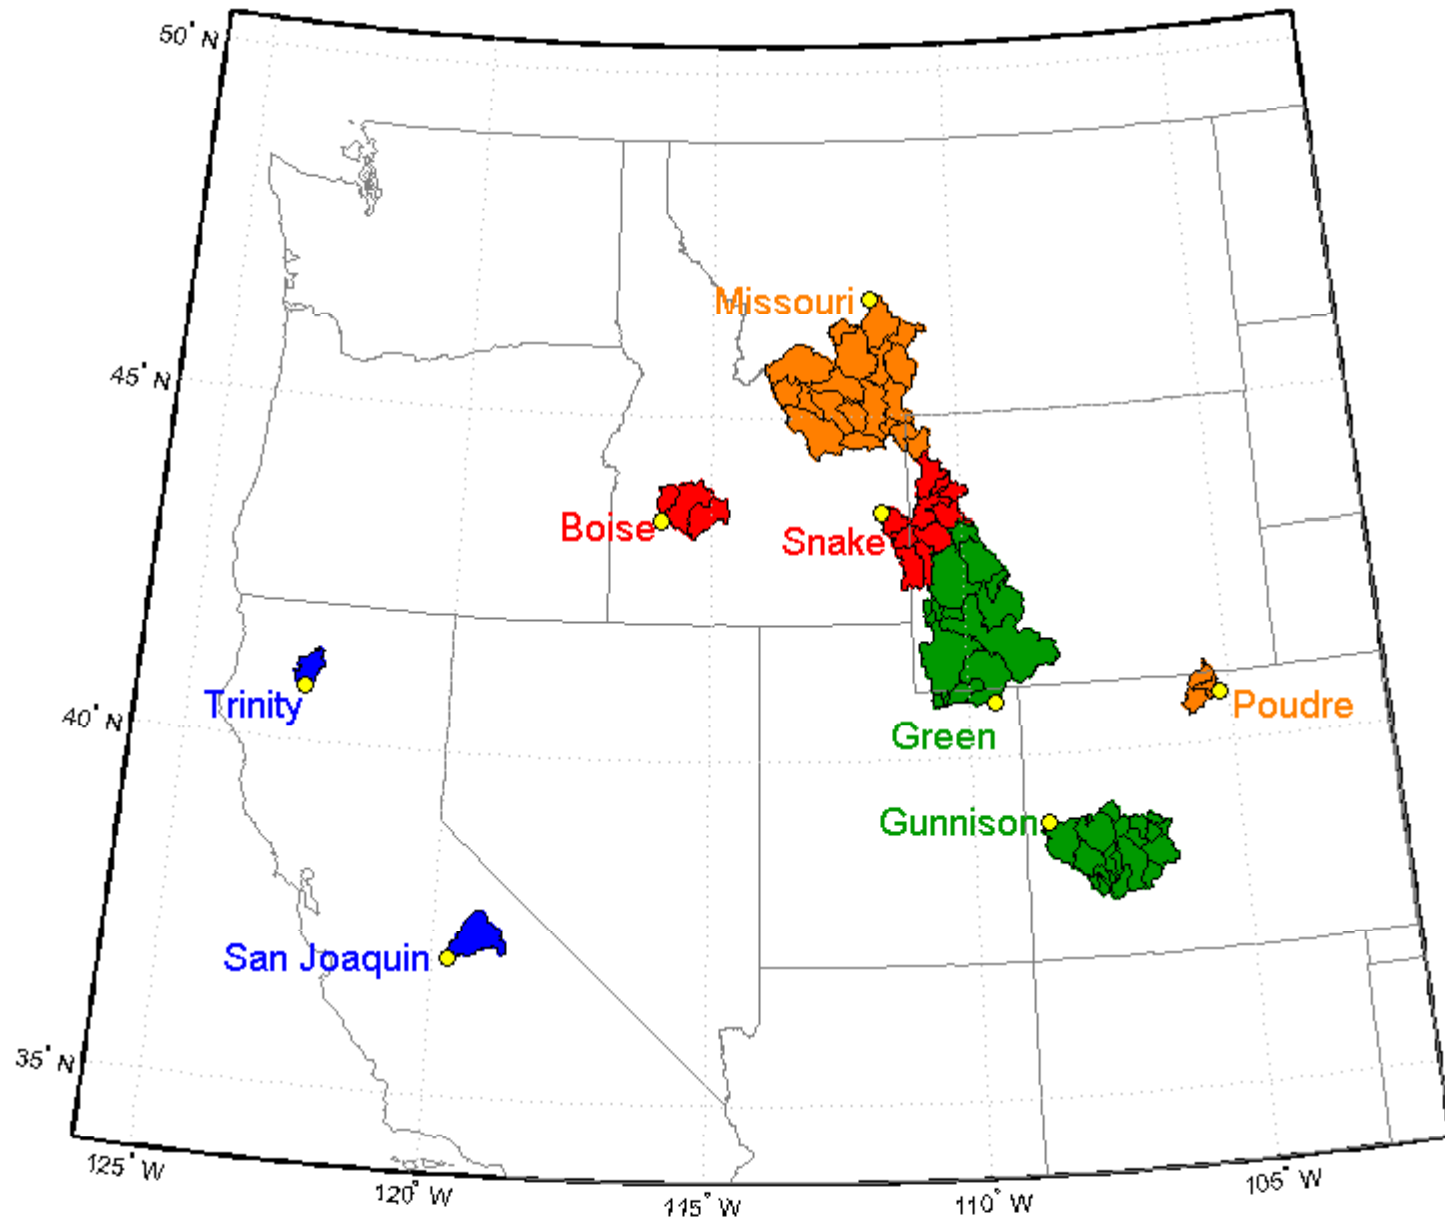 50° N
Missouri
45° N
Boise
Snake
Trinity
40° N
Poudre
Green
Gunnison
San Joaquin
35° N
125° W
120° W
115° W
110° W
105° W